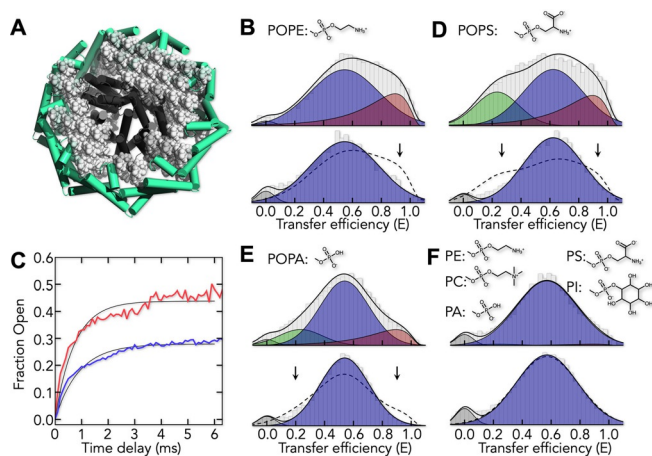 A
B
POPE:
D
POPS:
0.0 0.2 0.4 0.6 0.8 1.0
Transfer efficiency (E)
0.0 0.2 0.4 0.6 0.8 1.0
Transfer efficiency (E)
C
Fraction Open
0.6
0.5
0.4
0.3
0.2
0.1
0.0
0 1 2 3 4 5 6
Time delay (ms)
E
POPA:
0.0 0.2 0.4 0.6 0.8 1.0
Transfer efficiency (E)
F
PE:
PS:
PC:
PI:
PA:
0.0 0.2 0.4 0.6 0.8 1.0
Transfer efficiency (E)